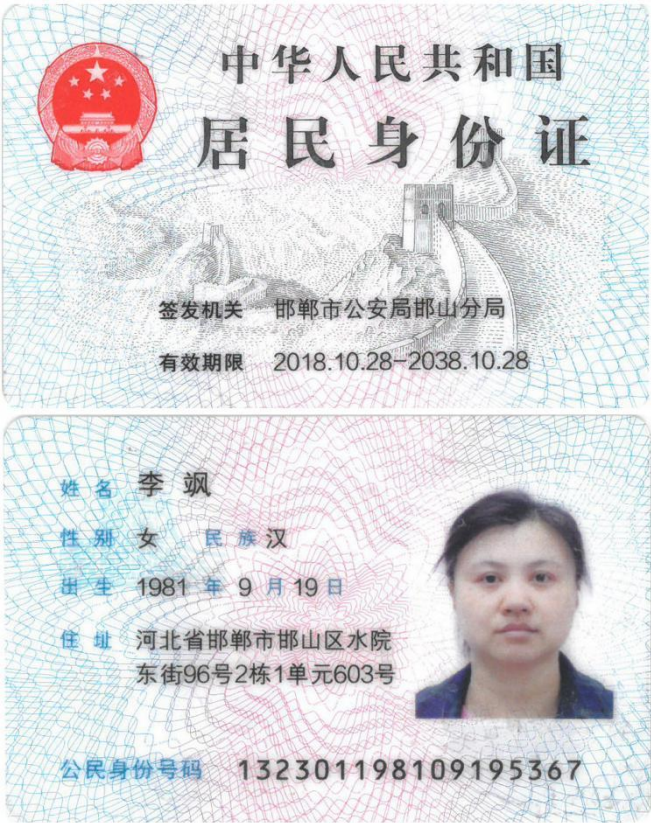 中华人民共和国
居民身份证
签发机关 邯郸市公安局邯山分局
有效期限 2018.10.28-2038.10.28
姓名 李飒
性别 女 民族 汉
出生 1981 年 9 月 19 日
住址 河北省邯郸市邯山区水院
东街96号2栋1单元603号
公民身份号码 132301198109195367